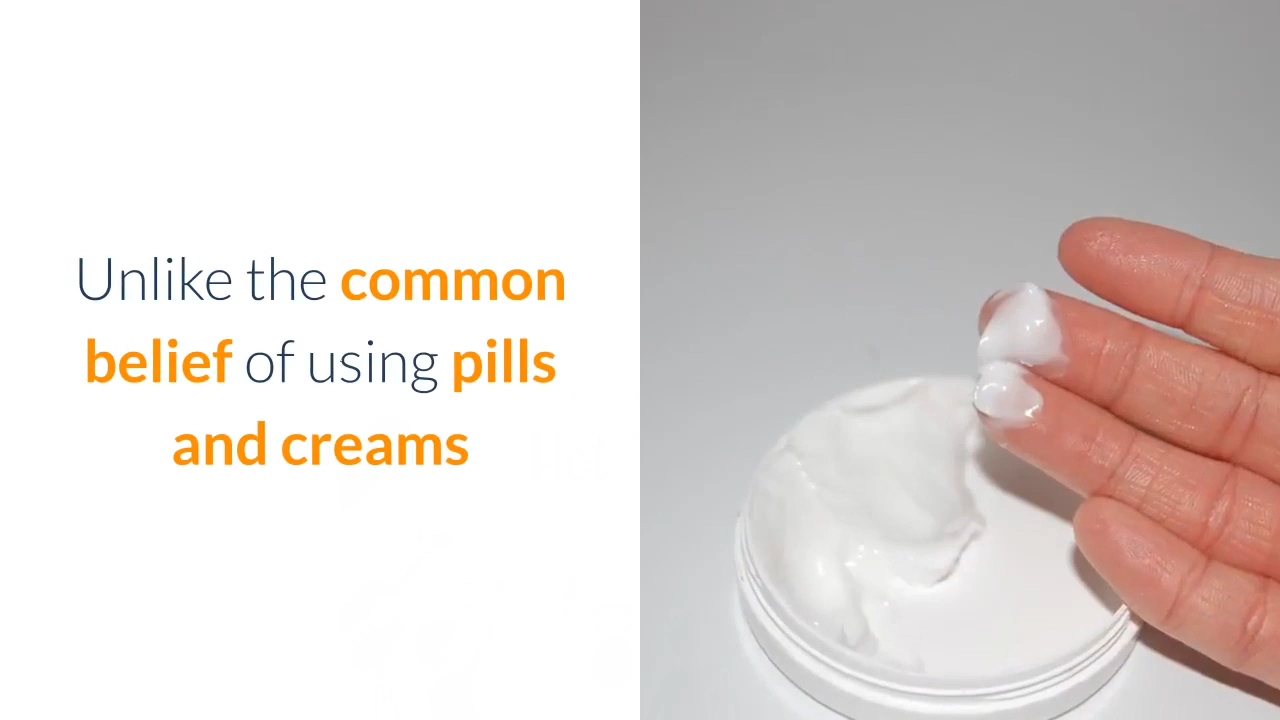 Unlike the common
belief of using pills
and creams